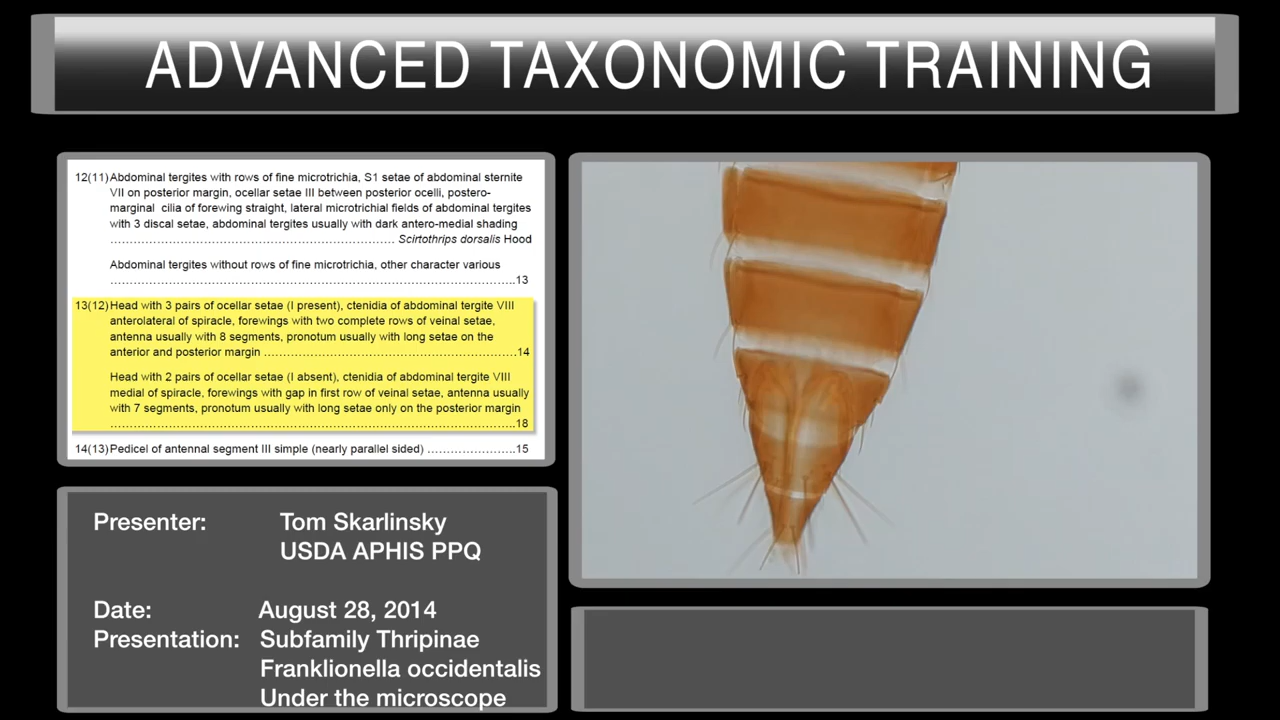 ADVANCED TAXONOMIC TRAINING
12(11) Abdominal tergites with rows of fine microtrichia, S1 setae of abdominal sternite
VII on posterior margin, ocellar setae III between posterior ocelli, postero-
marginal cilia of forewing straight, lateral microtrichial fields of abdominal tergites
with 3 discal setae, abdominal tergites usually with dark antero-medial shading
........................................................................ Scirtothrips dorsalis Hood
Abdominal tergites without rows of fine microtrichia, other character various
......................................................................................................13
13(12) Head with 3 pairs of ocellar setae (I present), ctenidia of abdominal tergite VIII
anterolateral of spiracle, forewings with two complete rows of veinal setae,
antenna usually with 8 segments, pronotum usually with long setae on the
anterior and posterior margin ................................................................14
Head with 2 pairs of ocellar setae (I absent), ctenidia of abdominal tergite VIII
medial of spiracle, forewings with gap in first row of veinal setae, antenna usually
with 7 segments, pronotum usually with long setae only on the posterior margin
......................................................................................................18
14(13) Pedicel of antennal segment III simple (nearly parallel sided) ......................15
Presenter: Tom Skarlinsky
USDA APHIS PPQ
Date: August 28, 2014
Presentation: Subfamily Thripinae
Franklionella occidentalis
Under the microscope